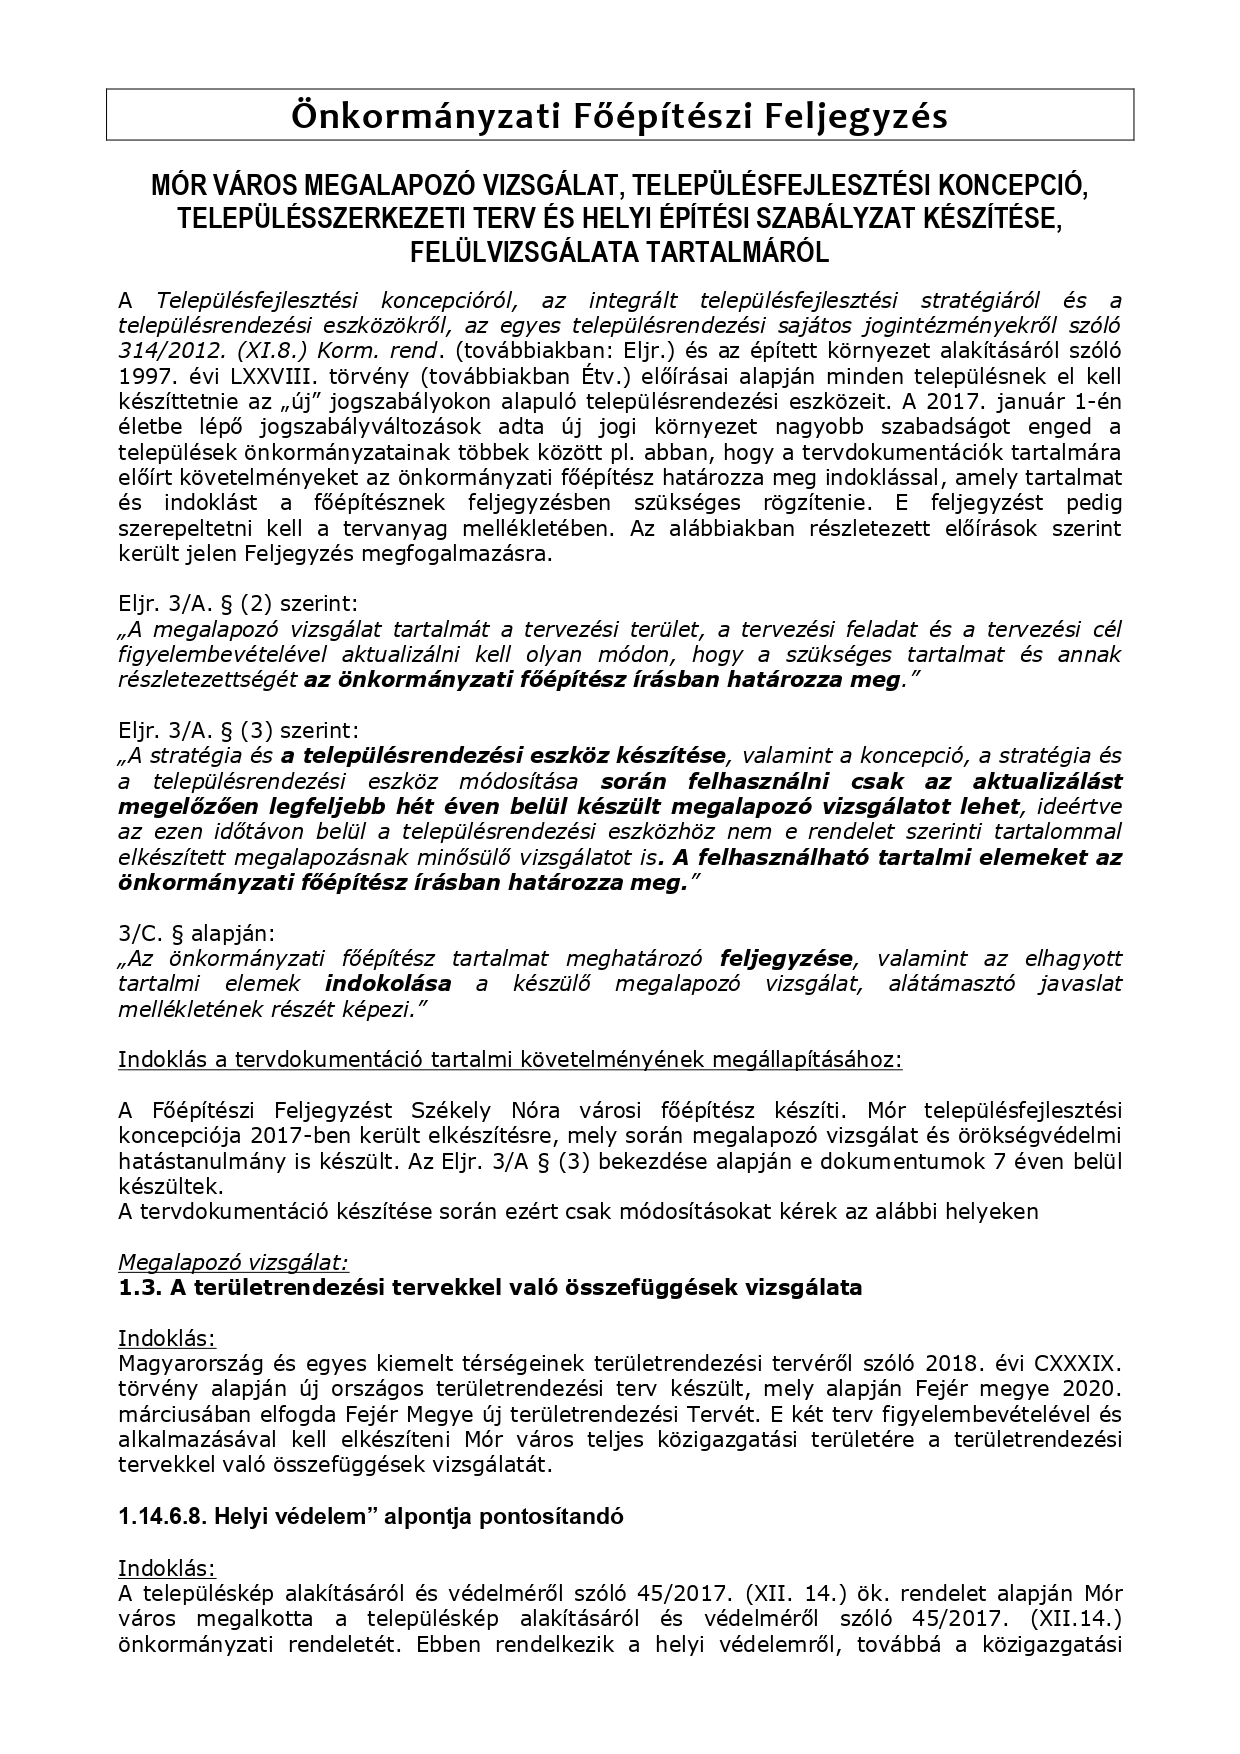 Önkormányzati Főépítészi Feljegyzés
MÓR VÁROS MEGALAPOZÓ VIZSGÁLAT, TELEPÜLÉSFEJLESZTÉSI KONCEPCIÓ,
TELEPÜLÉSSZERKEZETI TERV ÉS HELYI ÉPÍTÉSI SZABÁLYZAT KÉSZÍTÉSE,
FELÜLVIZSGÁLATA TARTALMÁRÓL
A Településfejlesztési koncepcióról, az integrált településfejlesztési stratégiáról és a
településrendezési eszközökről, az egyes településrendezési sajátos jogintézményekről szóló
314/2012. (XI.8.) Korm. rend. (továbbiakban: Eljr.) és az épített környezet alakításáról szóló
1997. évi LXXVIII. törvény (továbbiakban Étv.) előírásai alapján minden településnek el kell
készíttetnie az „új” jogszabályokon alapuló településrendezési eszközeit. A 2017. január 1-én
életbe lépő jogszabályváltozások adta új jogi környezet nagyobb szabadságot enged a
települések önkormányzatainak többek között pl. abban, hogy a tervdokumentációk tartalmára
előírt követelményeket az önkormányzati főépítész határozza meg indoklással, amely tartalmat
és indoklást a főépítésznek feljegyzésben szükséges rögzítenie. E feljegyzést pedig
szerepeltetni kell a tervanyag mellékletében. Az alábbiakban részletezett előírások szerint
került jelen Feljegyzés megfogalmazásra.
Eljr. 3/A. § (2) szerint:
„A megalapozó vizsgálat tartalmát a tervezési terület, a tervezési feladat és a tervezési cél
figyelembevételével aktualizálni kell olyan módon, hogy a szükséges tartalmat és annak
részletezettségét az önkormányzati főépítész írásban határozza meg.”
Eljr. 3/A. § (3) szerint:
„A stratégia és a településrendezési eszköz készítése, valamint a koncepció, a stratégia és
a településrendezési eszköz módosítása során felhasználni csak az aktualizálást
megelőzően legfeljebb hét éven belül készült megalapozó vizsgálatot lehet, ideértve
az ezen időtávon belül a településrendezési eszközhöz nem e rendelet szerinti tartalommal
elkészített megalapozásnak minősülő vizsgálatot is. A felhasználható tartalmi elemeket az
önkormányzati főépítész írásban határozza meg.”
3/C. § alapján:
„Az önkormányzati főépítész tartalmat meghatározó feljegyzése, valamint az elhagyott
tartalmi elemek indokolása a készülő megalapozó vizsgálat, alátámasztó javaslat
mellékletének részét képezi.”
Indoklás a tervdokumentáció tartalmi követelményének megállapításához:
A Főépítészi Feljegyzést Székely Nóra városi főépítész készíti. Mór településfejlesztési
koncepciója 2017-ben került elkészítésre, mely során megalapozó vizsgálat és örökségvédelmi
hatástanulmány is készült. Az Eljr. 3/A § (3) bekezdése alapján e dokumentumok 7 éven belül
készültek.
A tervdokumentáció készítése során ezért csak módosításokat kérek az alábbi helyeken
Megalapozó vizsgálat:
1.3. A területrendezési tervekkel való összefüggések vizsgálata
Indoklás:
Magyarország és egyes kiemelt térségeinek területrendezési tervéről szóló 2018. évi CXXXIX.
törvény alapján új országos területrendezési terv készült, mely alapján Fejér megye 2020.
márciusában elfogda Fejér Megye új területrendezési Tervét. E két terv figyelembevételével és
alkalmazásával kell elkészíteni Mór város teljes közigazgatási területére a területrendezési
tervekkel való összefüggések vizsgálatát.
1.14.6.8. Helyi védelem” alpontja pontosítandó
Indoklás:
A településkép alakításáról és védelméről szóló 45/2017. (XII. 14.) ök. rendelet alapján Mór
város megalkotta a településkép alakításáról és védelméről szóló 45/2017. (XII.14.)
önkormányzati rendeletét. Ebben rendelkezik a helyi védelemről, továbbá a közigazgatási